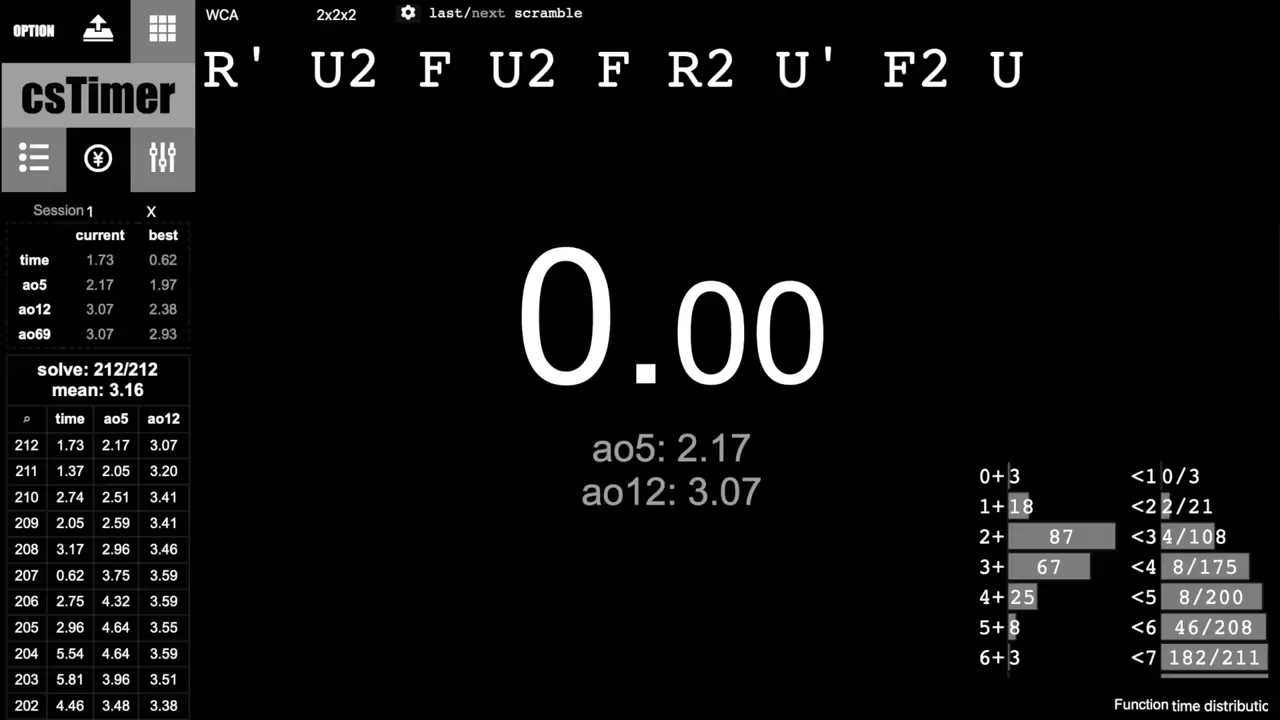 OPTION
WCA 2x2x2 last/next scramble
R' U2 F U2 F R2 U' F2 U
csTimer
Session 1 X
current best
time 1.73 0.62
ao5 2.17 1.97
ao12 3.07 2.38
ao69 3.07 2.93
solve: 212/212
mean: 3.16
time ao5 ao12
212 1.73 2.17 3.07
211 1.37 2.05 3.20
210 2.74 2.51 3.41
209 2.05 2.59 3.41
208 3.17 2.96 3.46
207 0.62 3.75 3.59
206 2.75 4.32 3.59
205 2.96 4.64 3.55
204 5.54 4.64 3.59
203 5.81 3.96 3.51
202 4.46 3.48 3.38
0.00
ao5: 2.17
ao12: 3.07
0+ 3 <1 0/3
1+ 18 <2 2/21
2+ 87 <3 4/108
3+ 67 <4 8/175
4+ 25 <5 8/200
5+ 8 <6 46/208
6+ 3 <7 182/211
Function time distributic